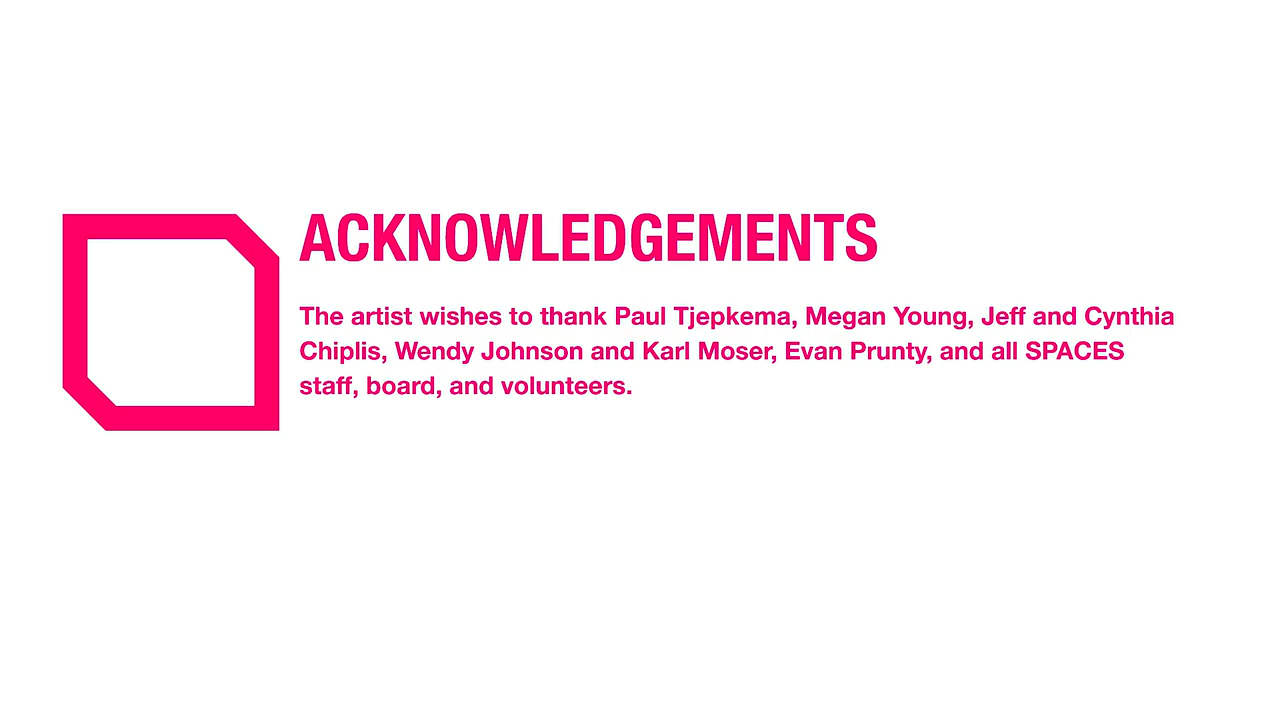 ACKNOWLEDGEMENTS
The artist wishes to thank Paul Tjepkema, Megan Young, Jeff and Cynthia
Chiplis, Wendy Johnson and Karl Moser, Evan Prunty, and all SPACES
staff, board, and volunteers.